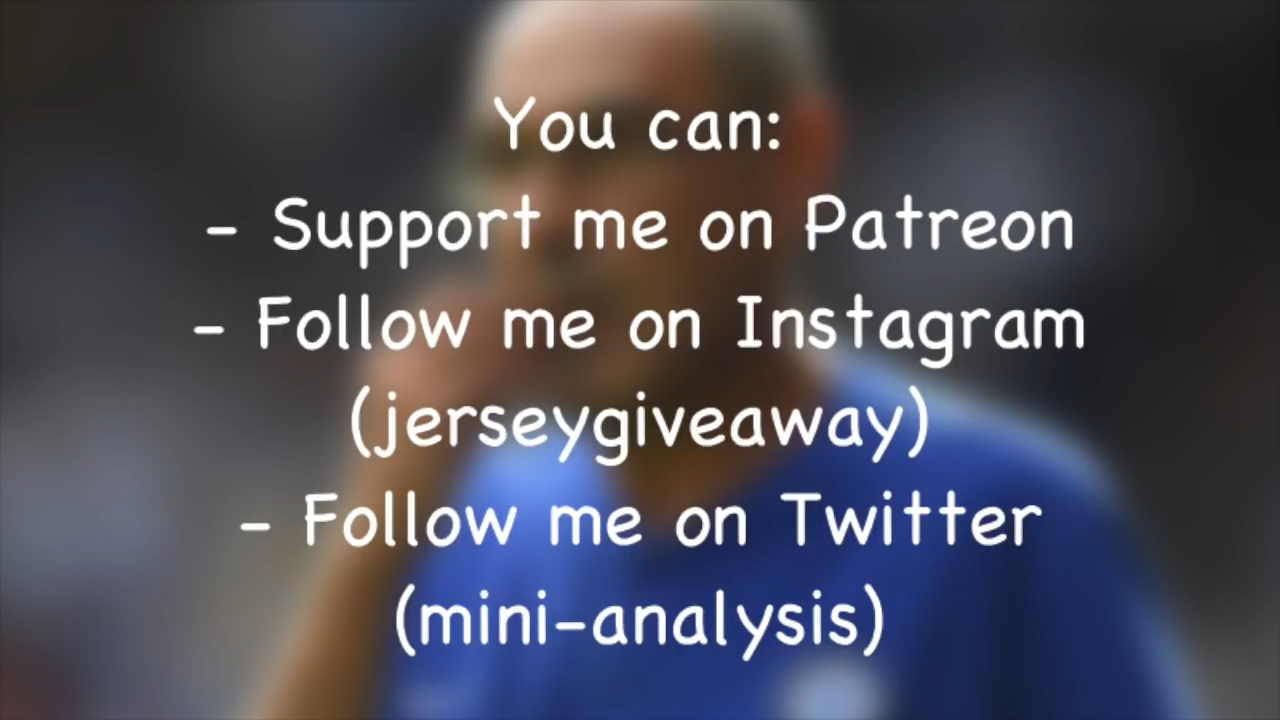 You can:
- Support me on Patreon
- Follow me on Instagram
(jerseygiveaway)
- Follow me on Twitter
(mini-analysis)